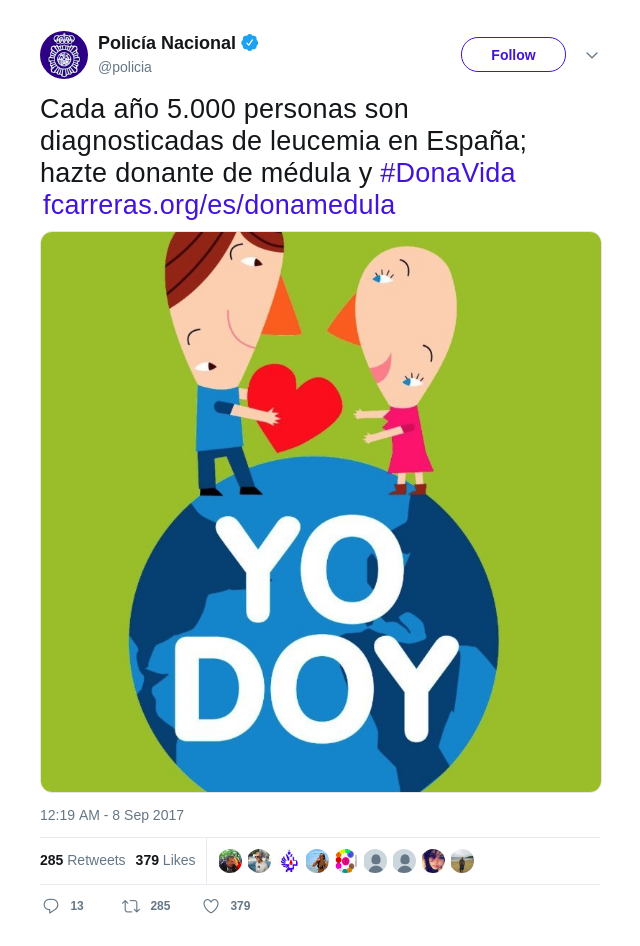 Policía Nacional
@policia
Follow
Cada año 5.000 personas son
diagnosticadas de leucemia en España;
hazte donante de médula y #DonaVida
fcarreras.org/es/donamedula
YO
DOY
12:19 AM - 8 Sep 2017
285 Retweets 379 Likes
13 285 379